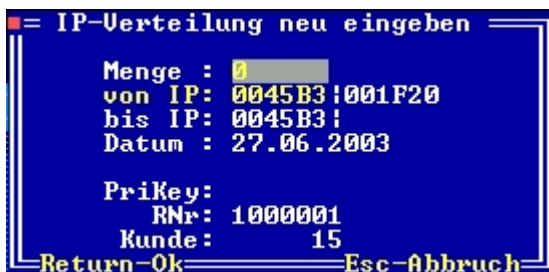 IP-Verteilung neu eingeben
Menge : 0
von IP: 0045B3¦001F20
bis IP: 0045B3¦
Datum : 27.06.2003
PriKey:
RNr: 1000001
Kunde: 15
Return-Ok Esc-Abbruch